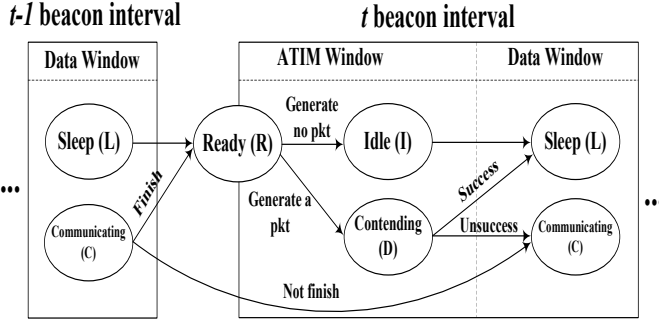 t-1 beacon interval
t beacon interval
Data Window
ATIM Window
Data Window
Sleep (L)
Ready (R)
Generate
no pkt
Idle (I)
Sleep (L)
Finish
Generate a
pkt
Success
...
Communicating
(C)
Contending
(D)
Unsuccess
Communicating
(C)
...
Not finish